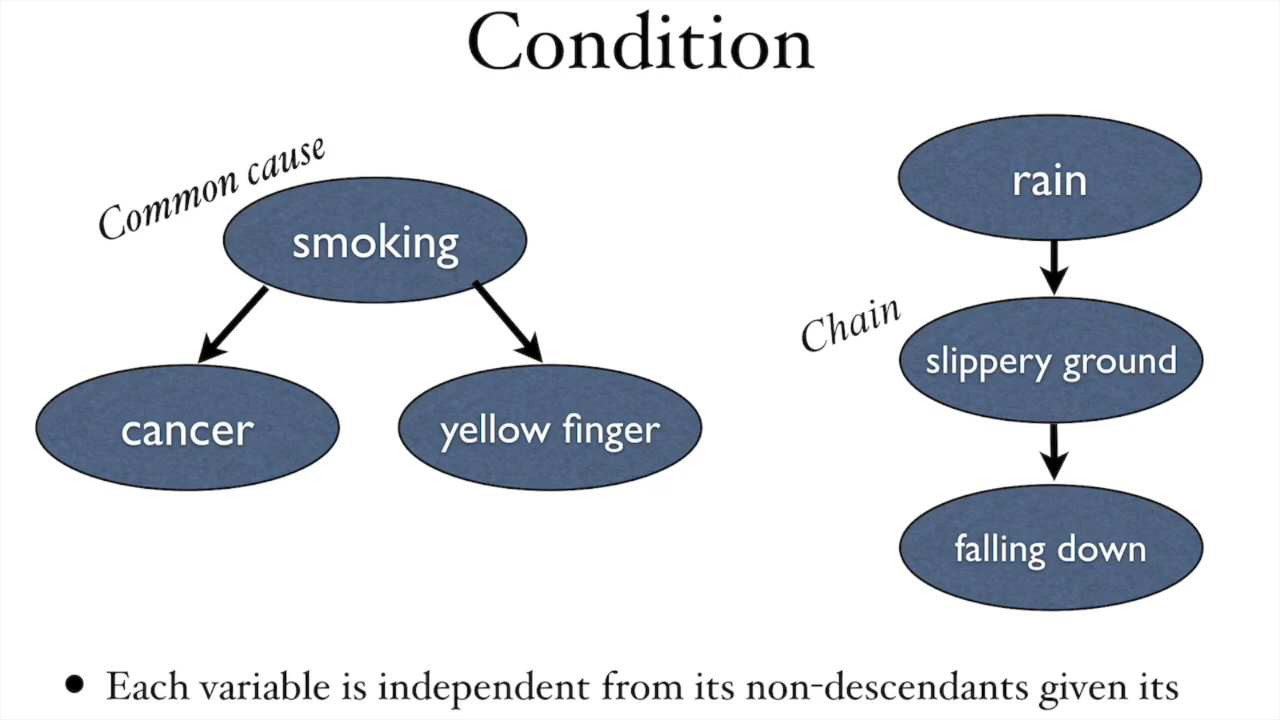 Condition
Common cause
smoking
cancer
yellow finger
rain
Chain
slippery ground
falling down
• Each variable is independent from its non-descendants given its